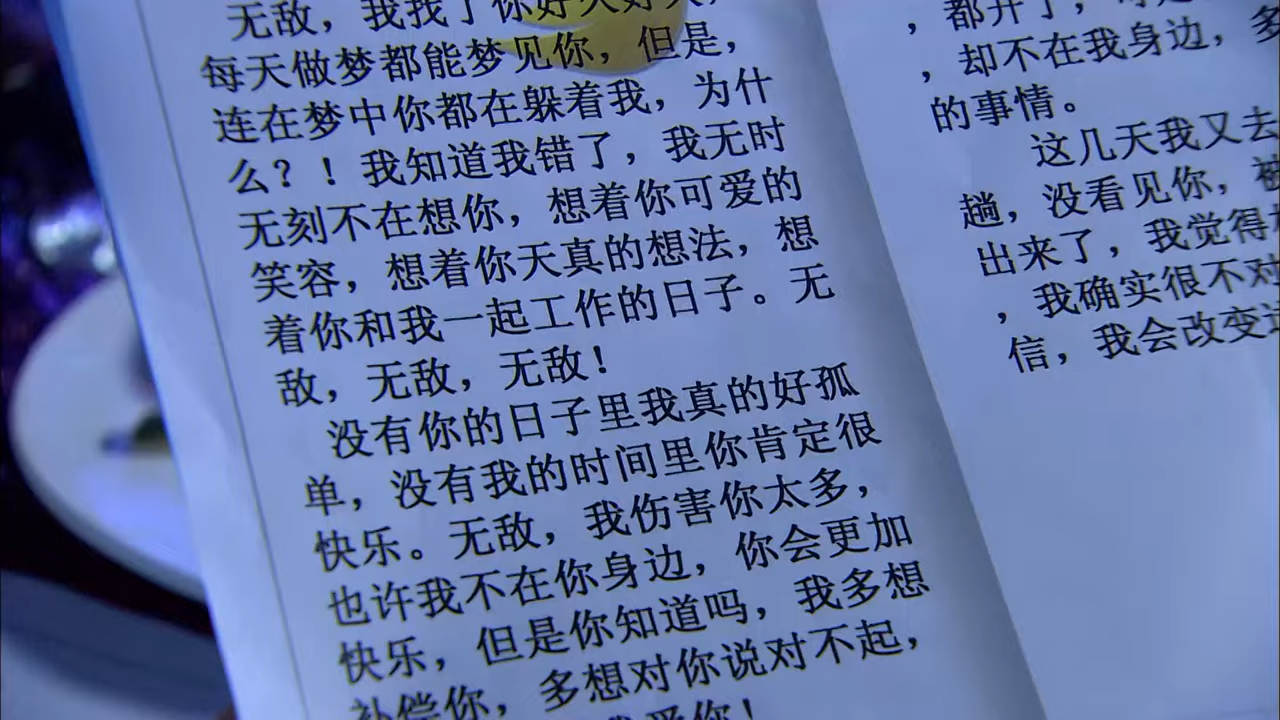 无敌，我找了你好久好久，
每天做梦都能梦见你，但是，
连在梦中你都在躲着我，为什
么？！我知道我错了，我无时
无刻不在想你，想着你可爱的
笑容，想着你天真的想法，想
着你和我一起工作的日子。无
敌，无敌，无敌！
没有你的日子里我真的好孤
单，没有我的时间里你肯定很
快乐。无敌，我伤害你太多，
也许我不在你身边，你会更加
快乐，但是你知道吗，我多想
补偿你，多想对你说对不起，
我爱你！
，都开了，
，却不在我身边，多
的事情。
这几天我又去
趟，没看见你，被
出来了，我觉得
，我确实很不对
信，我会改变